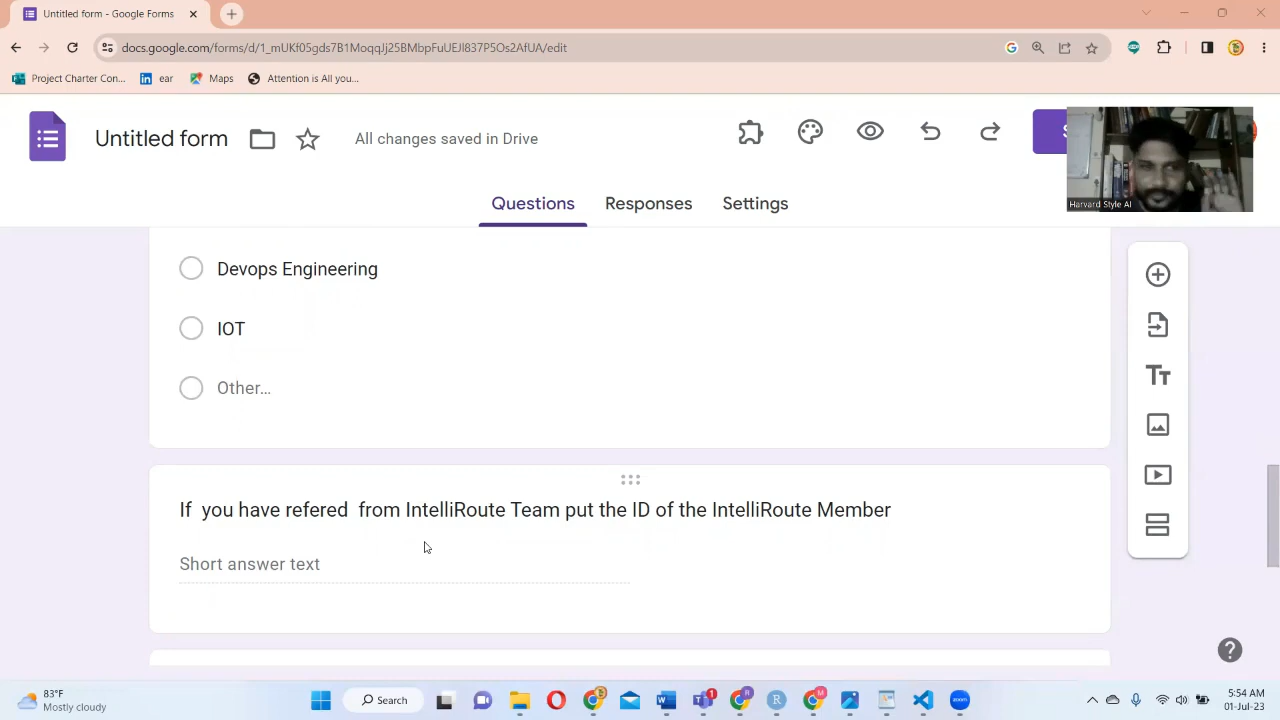 Untitled form - Google Forms
docs.google.com/forms/d/1_mUKf05gds7B1MoqqJj25BMbpFuUEJl837P5Os2AfUA/edit
Project Charter Con...
ear
Maps
Attention is All you...
Untitled form
All changes saved in Drive
Harvard Style AI
Questions
Responses
Settings
Devops Engineering
IOT
Other...
If  you have refered  from IntelliRoute Team put the ID of the IntelliRoute Member
Short answer text
83°F
Mostly cloudy
Search
5:54 AM
01-Jul-23